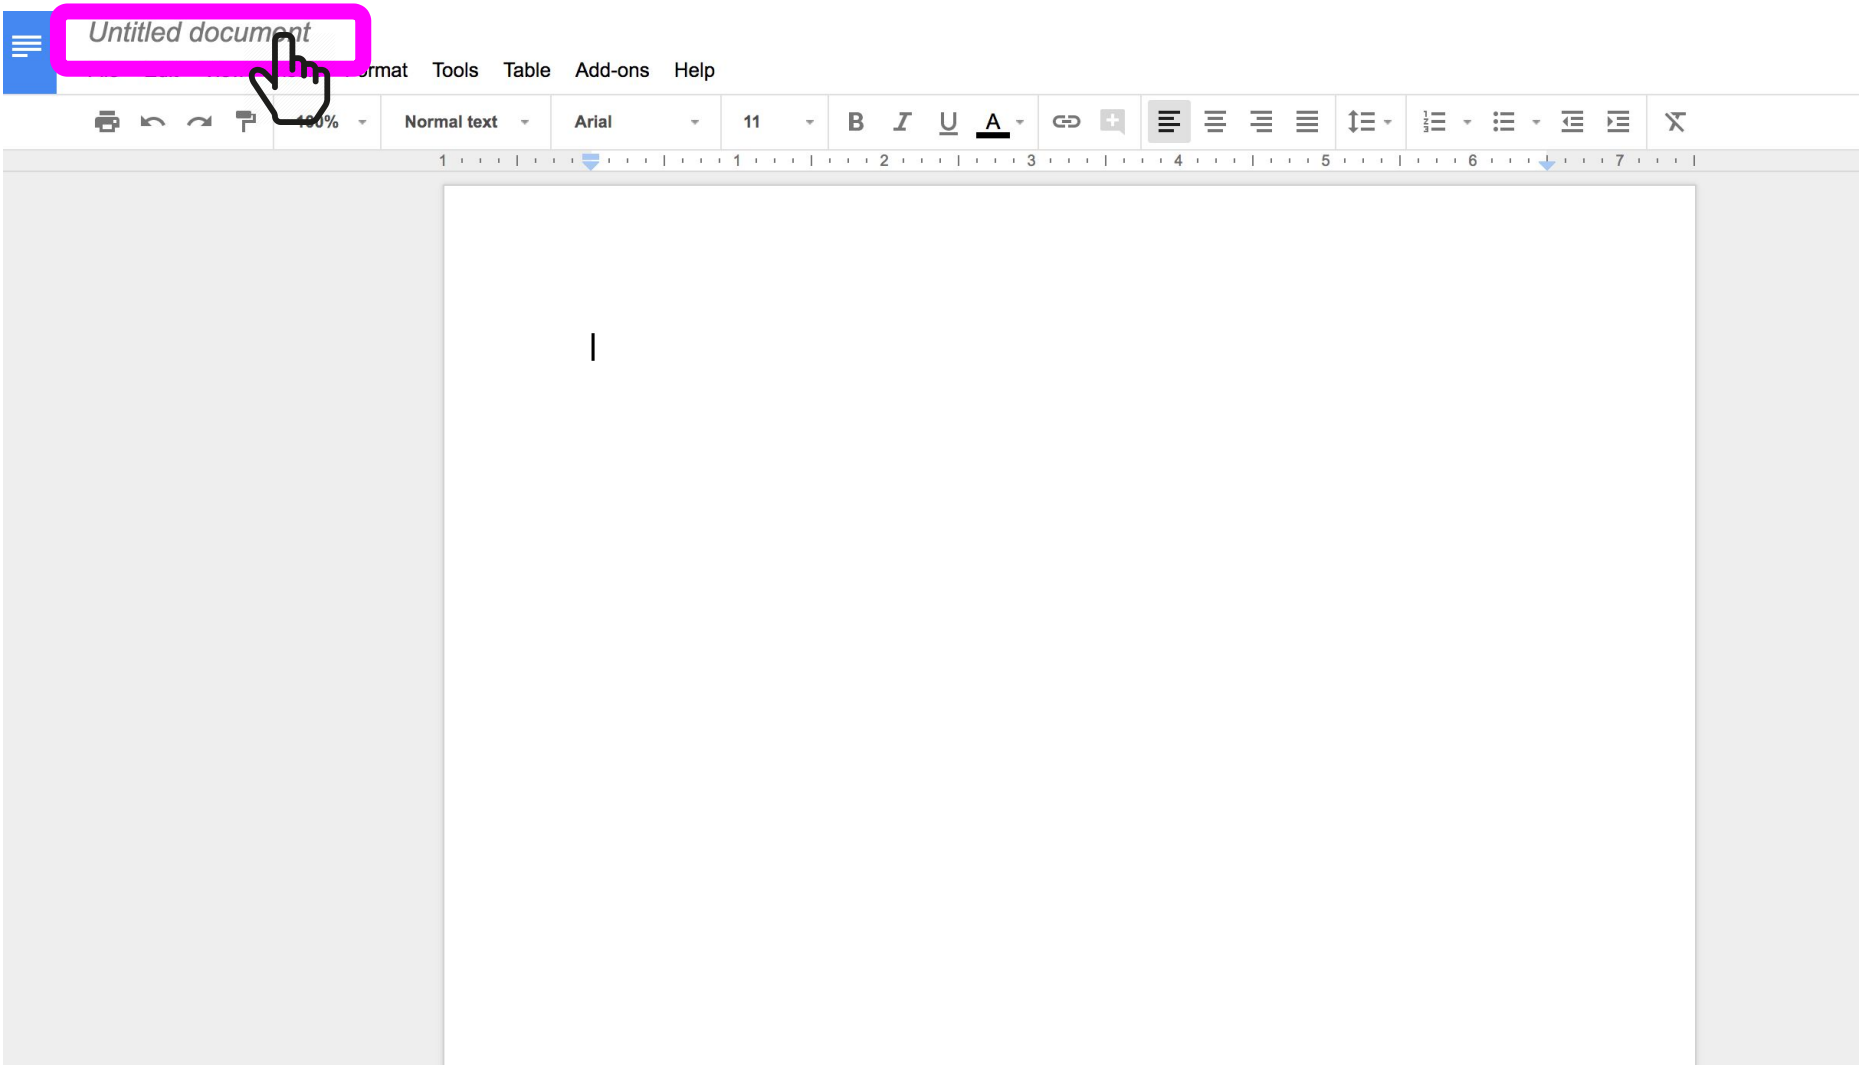 Untitled document
Tools Table Add-ons Help
Normal text Arial 11 B I U A
1 1 2 3 4 5 6 7